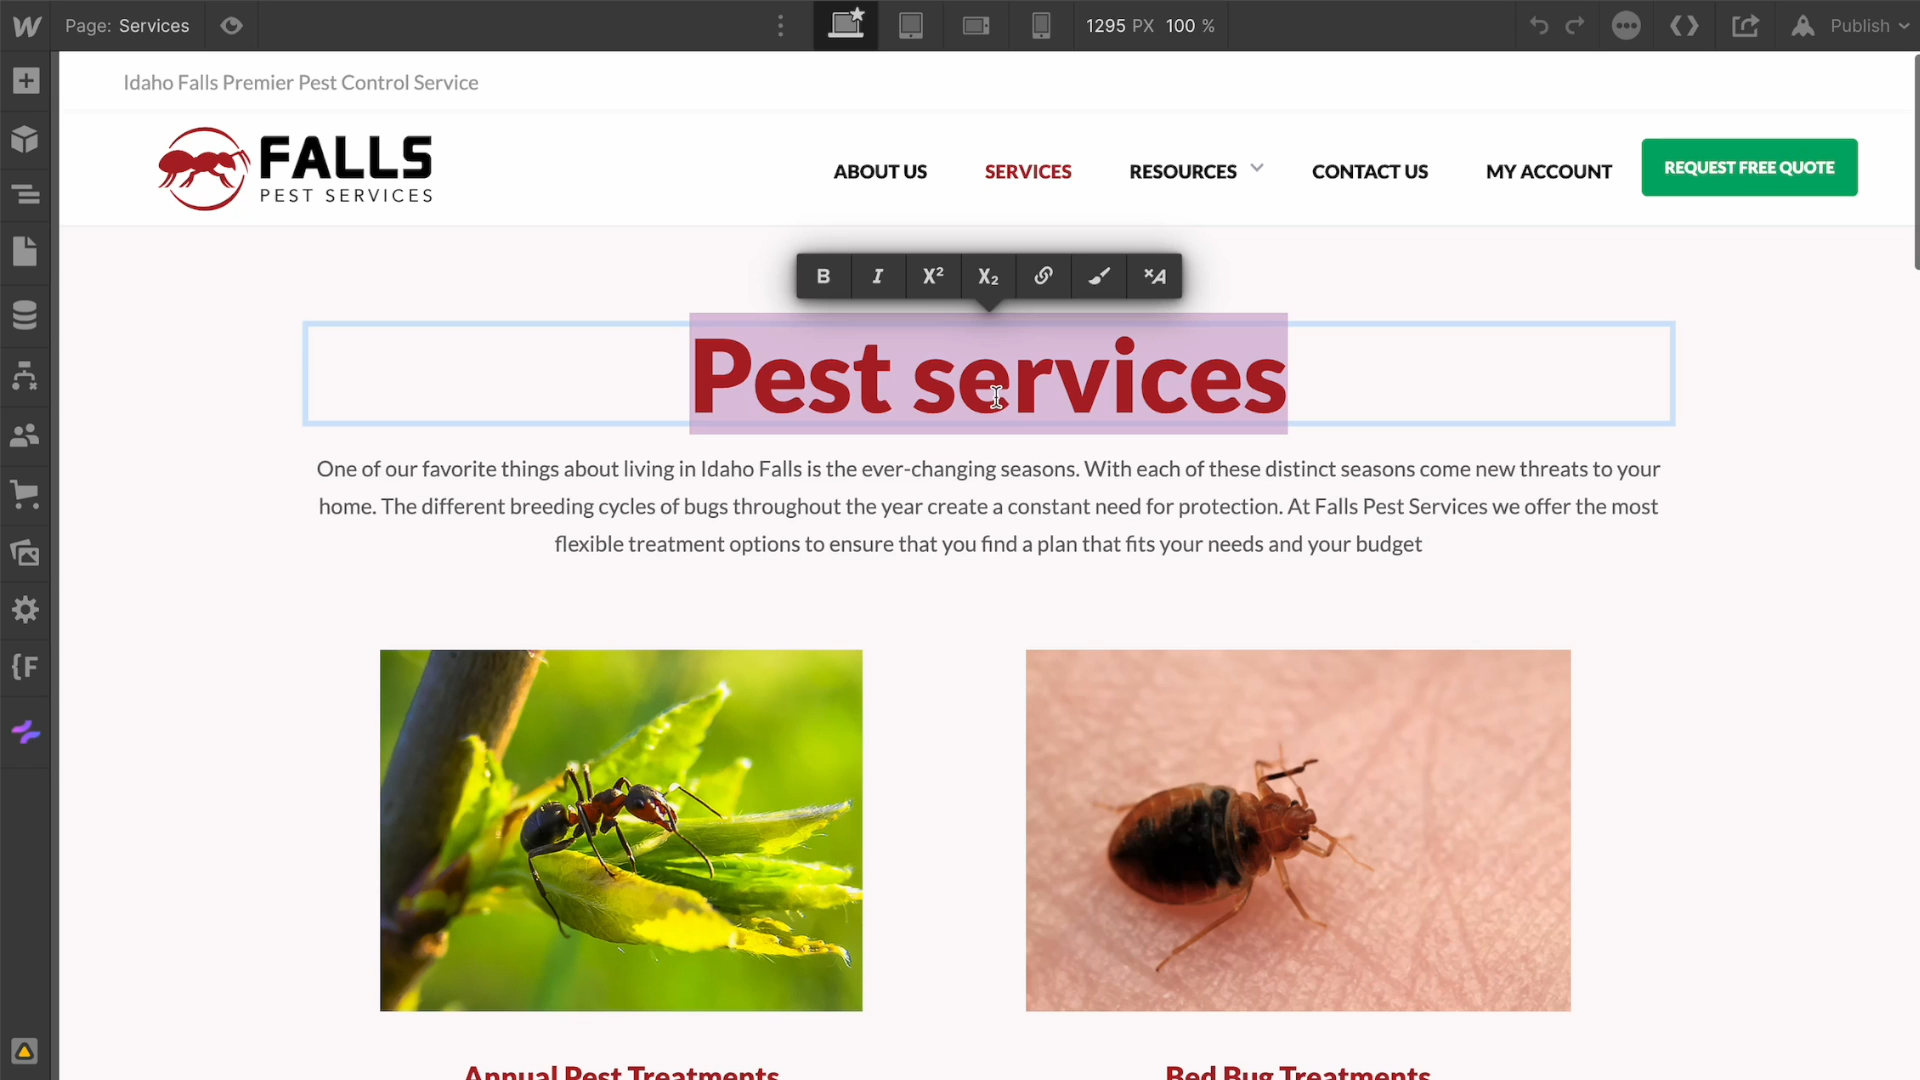 Page: Services
1295 PX 100 %
Publish
Idaho Falls Premier Pest Control Service
FALLS
PEST SERVICES
ABOUT US
SERVICES
RESOURCES
CONTACT US
MY ACCOUNT
REQUEST FREE QUOTE
B I X² X₂
Pest services
One of our favorite things about living in Idaho Falls is the ever-changing seasons. With each of these distinct seasons come new threats to your
home. The different breeding cycles of bugs throughout the year create a constant need for protection. At Falls Pest Services we offer the most
flexible treatment options to ensure that you find a plan that fits your needs and your budget
Annual Pest Treatments
Bed Bug Treatments